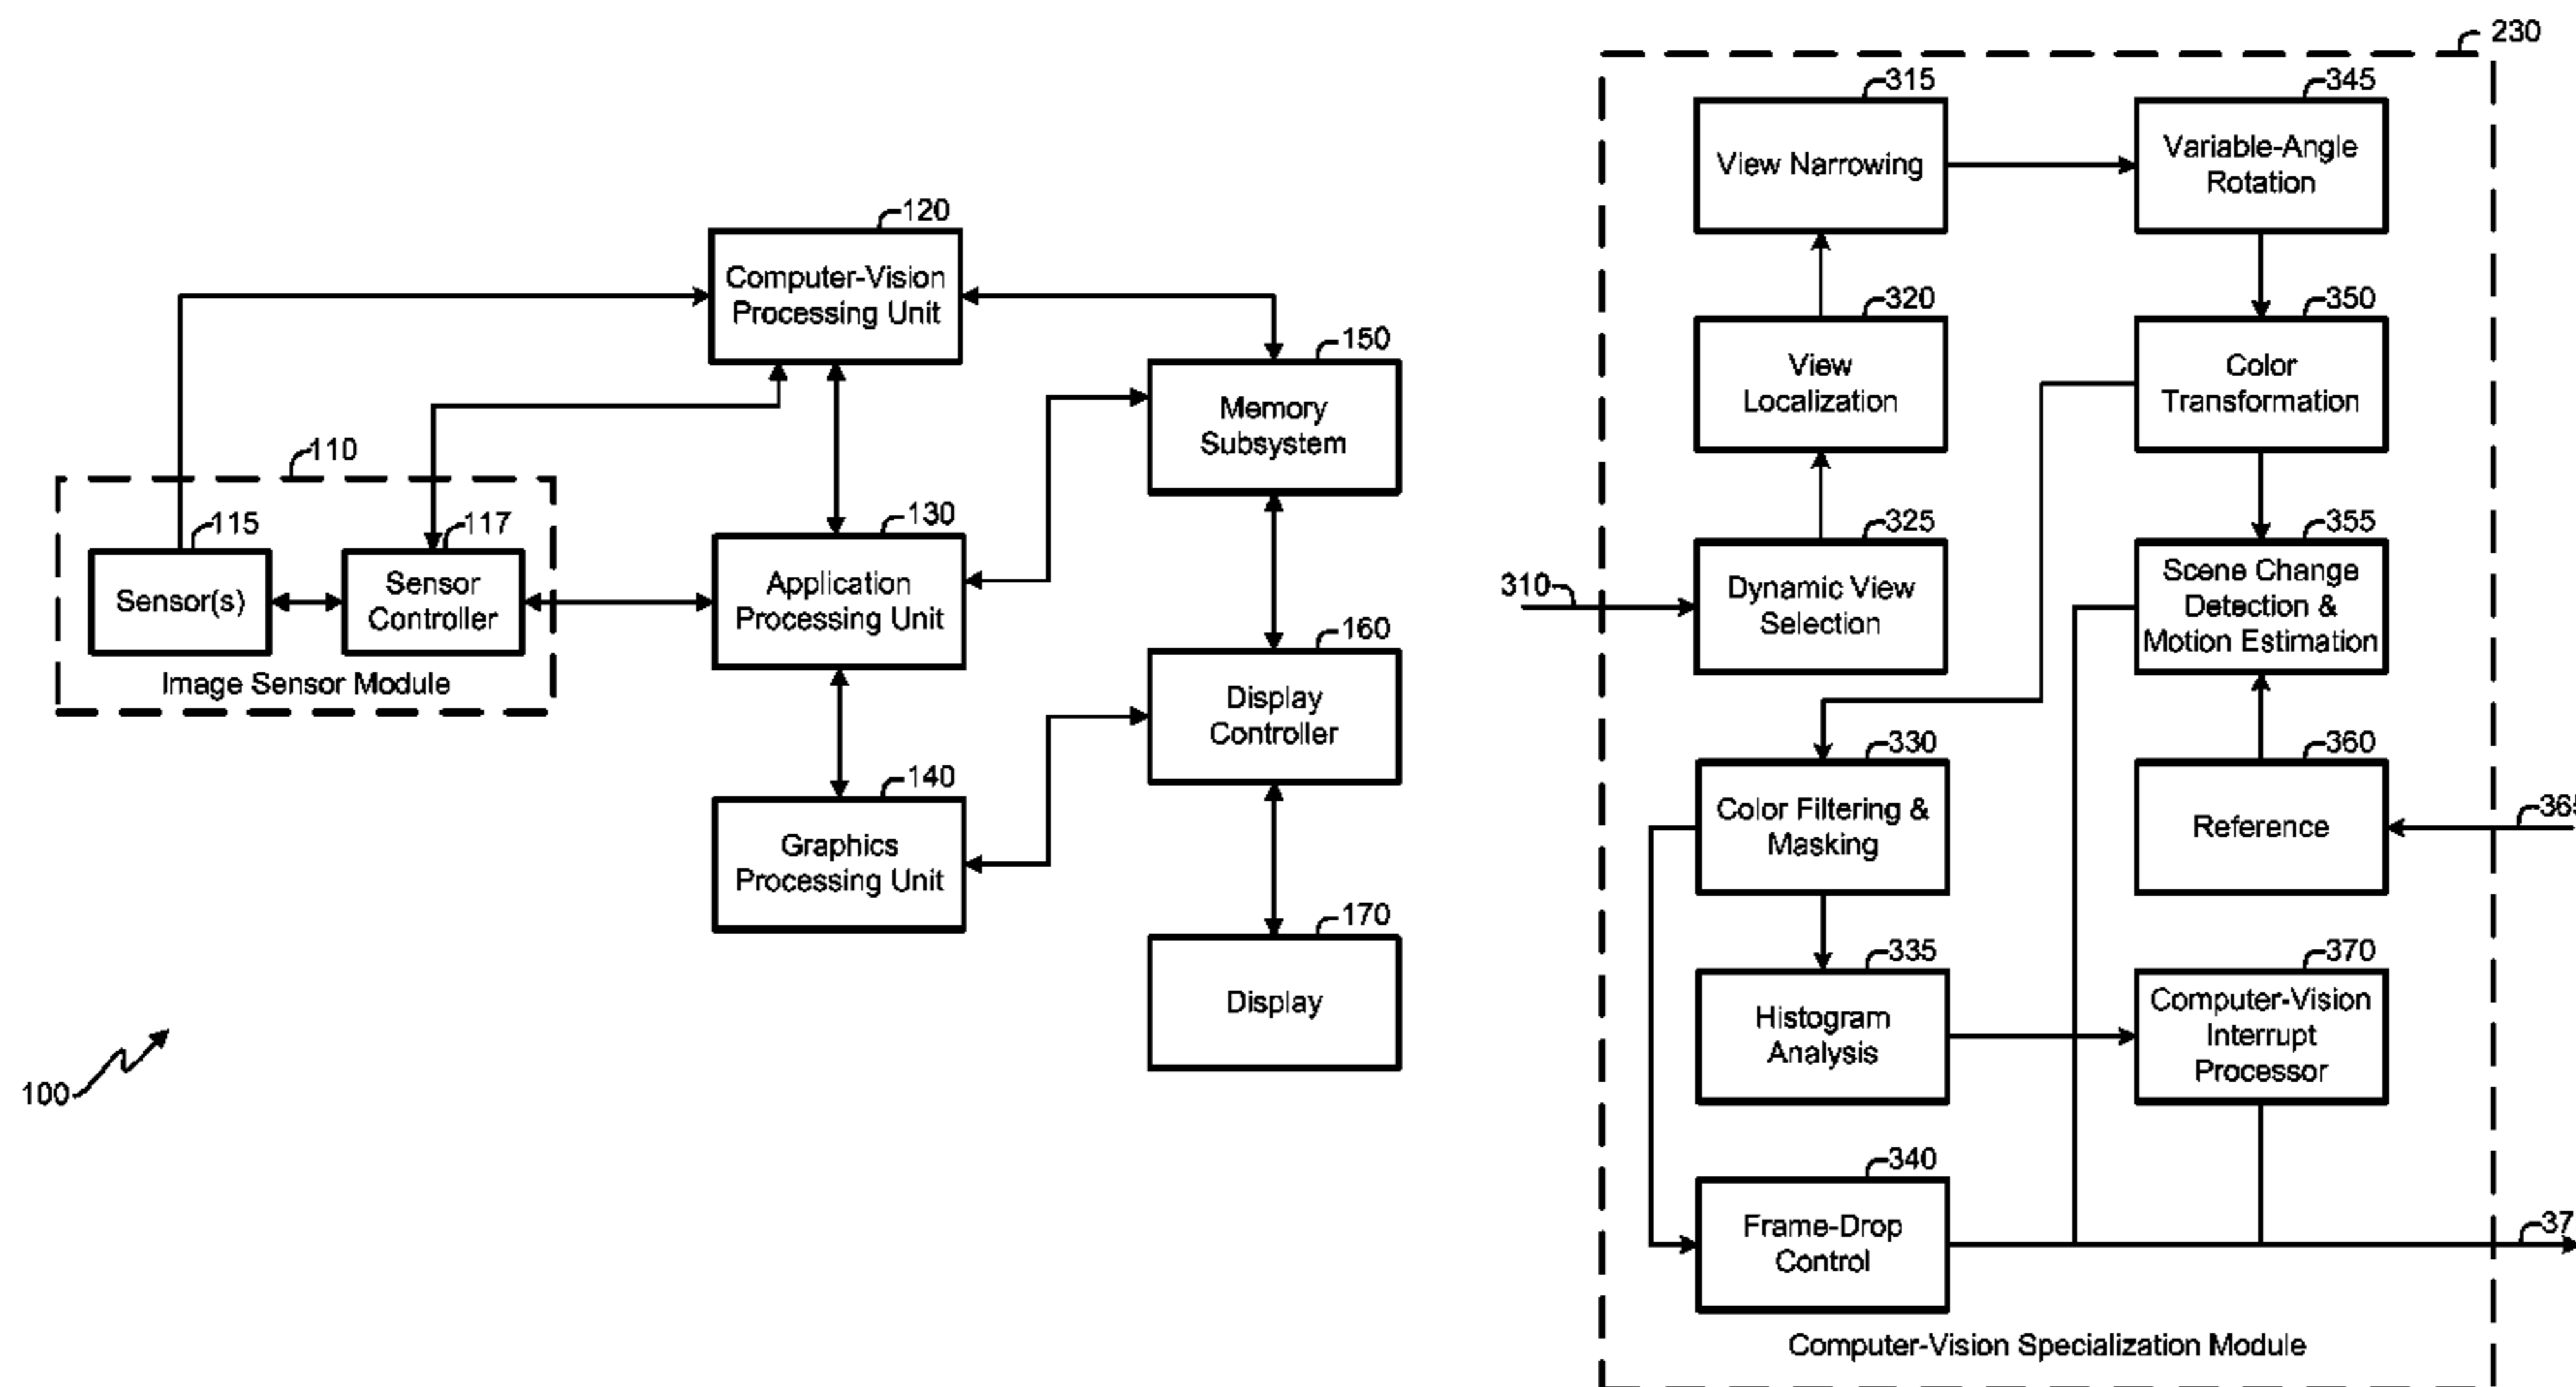 120
Computer-Vision
Processing Unit
150
Memory
Subsystem
110
115
Sensor(s)
117
Sensor
Controller
Image Sensor Module
130
Application
Processing Unit
160
Display
Controller
140
Graphics
Processing Unit
170
Display
100
230
315
View Narrowing
345
Variable-Angle
Rotation
320
View
Localization
350
Color
Transformation
310
325
Dynamic View
Selection
355
Scene Change
Detection &
Motion Estimation
330
Color Filtering &
Masking
360
Reference
365
335
Histogram
Analysis
370
Computer-Vision
Interrupt
Processor
340
Frame-Drop
Control
37
Computer-Vision Specialization Module